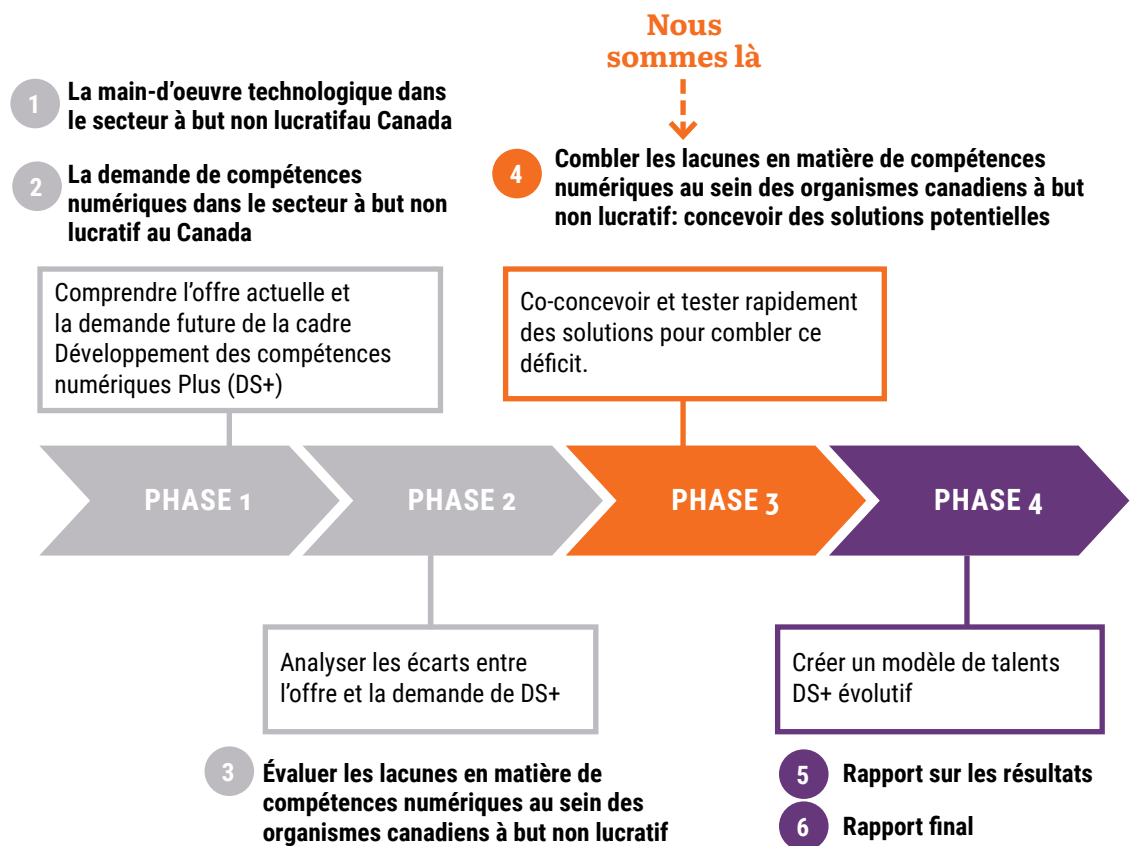 Nous
sommes là
1
La main-d'oeuvre technologique dans
le secteur à but non lucratifau Canada
2
La demande de compétences
numériques dans le secteur à but non
lucratif au Canada
4
Combler les lacunes en matière de compétences
numériques au sein des organismes canadiens à but
non lucratif: concevoir des solutions potentielles
Comprendre l'offre actuelle et
la demande future de la cadre
Développement des compétences
numériques Plus (DS+)
Co-concevoir et tester rapidement
des solutions pour combler ce
déficit.
PHASE 1
PHASE 2
PHASE 3
PHASE 4
Analyser les écarts entre
l'offre et la demande de DS+
Créer un modèle de talents
DS+ évolutif
3
Évaluer les lacunes en matière de
compétences numériques au sein des
organismes canadiens à but non lucratif
5
Rapport sur les résultats
6
Rapport final